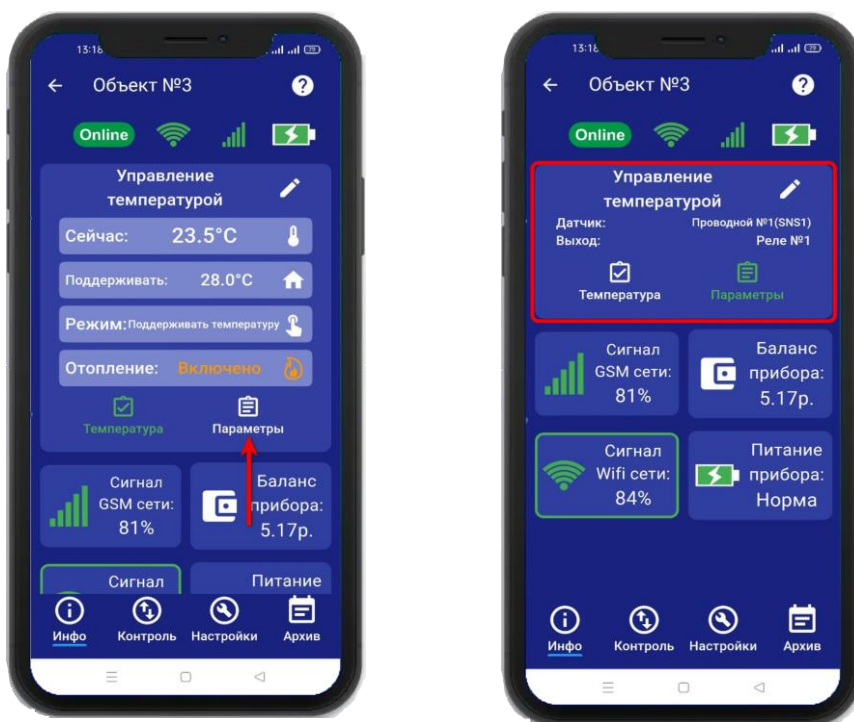 13:18
79
Объект №3
?
Online
Управление
температурой
Сейчас: 23.5°C
Поддерживать: 28.0°C
Режим: Поддерживать температуру
Отопление: Включено
Температура
Параметры
Сигнал
GSM сети:
81%
Баланс
прибора:
5.17р.
Сигнал
Питание
Инфо
Контроль
Настройки
Архив
79
Объект №3
?
Online
Управление
температурой
Датчик: Проводной №1(SNS1)
Выход: Реле №1
Температура
Параметры
Сигнал
GSM сети:
81%
Баланс
прибора:
5.17р.
Сигнал
Wifi сети:
84%
Питание
прибора:
Норма
Инфо
Контроль
Настройки
Архив